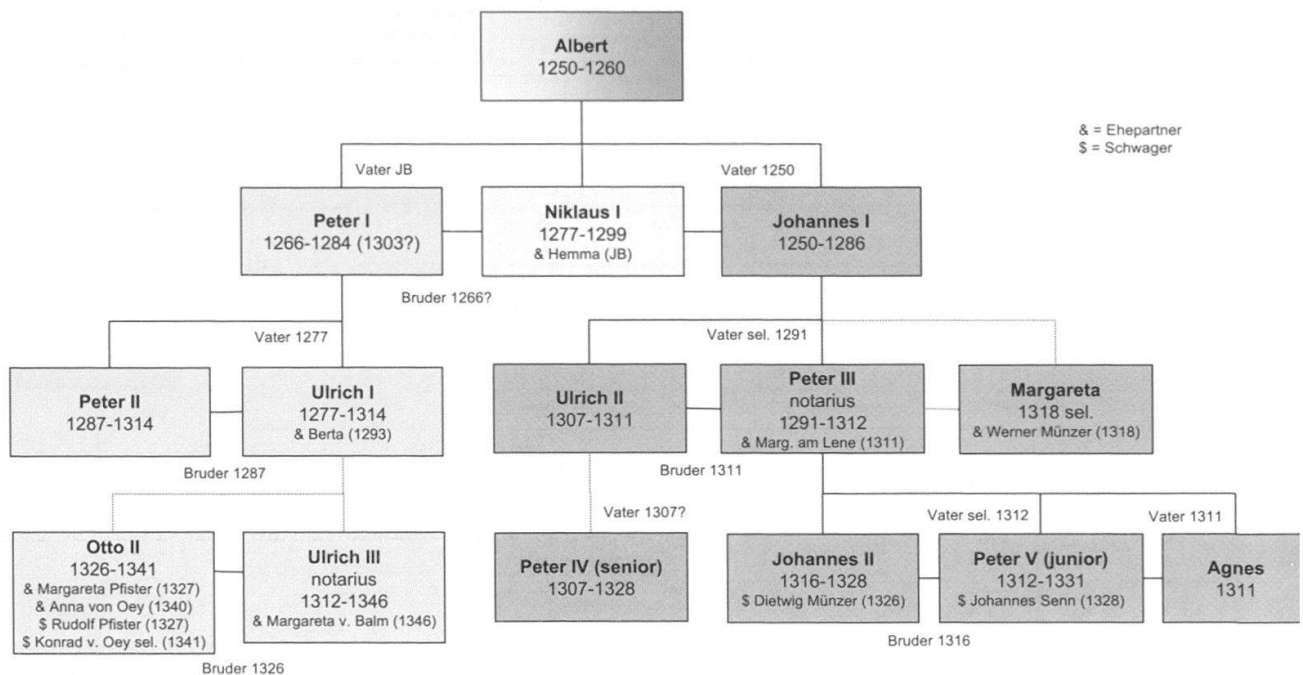 Albert
1250-1260
& = Ehepartner
$ = Schwager
Vater JB
Vater 1250
Peter I
1266-1284 (1303?)
Niklaus I
1277-1299
& Hemma (JB)
Johannes I
1250-1286
Bruder 1266?
Vater 1277
Vater sel. 1291
Peter II
1287-1314
Ulrich I
1277-1314
& Berta (1293)
Ulrich II
1307-1311
Peter III
notarius
1291-1312
& Marg. am Lene (1311)
Margareta
1318 sel.
& Werner Münzer (1318)
Bruder 1287
Bruder 1311
Vater 1307?
Vater sel. 1312
Vater 1311
Otto II
1326-1341
& Margareta Pfister (1327)
& Anna von Oey (1340)
$ Rudolf Pfister (1327)
$ Konrad v. Oey sel. (1341)
Ulrich III
notarius
1312-1346
& Margareta v. Balm (1346)
Peter IV (senior)
1307-1328
Johannes II
1316-1328
$ Dietwig Münzer (1326)
Peter V (junior)
1312-1331
$ Johannes Senn (1328)
Agnes
1311
Bruder 1326
Bruder 1316